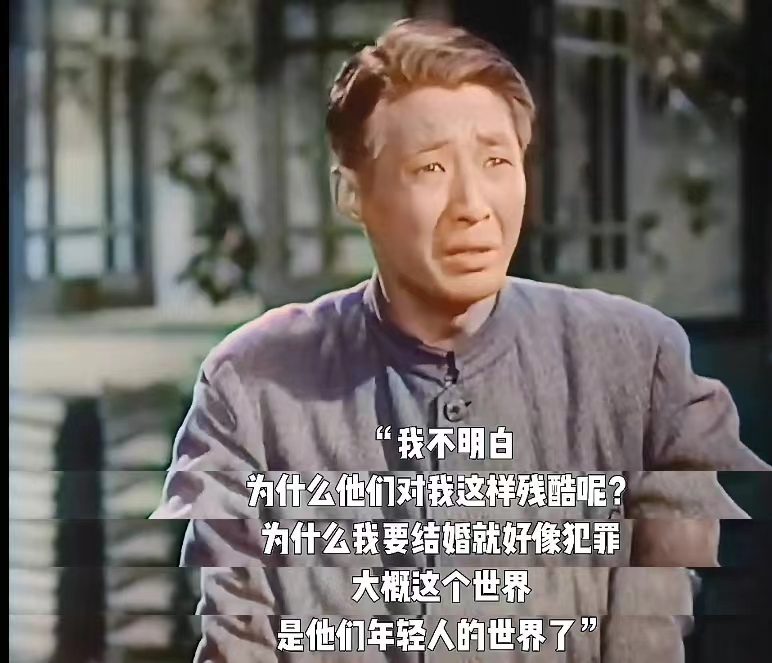 “我不明白
为什么他们对我这样残酷呢？
为什么我要结婚就好像犯罪
大概这个世界
是他们年轻人的世界了”